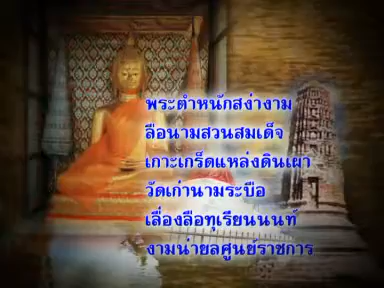 พระตำหนักสง่างาม
ลือนามสวนสมเด็จ
เกาะเกร็ดแหล่งดินเผา
วัดเก่านามระบือ
เลื่องลือทุเรียนนนท์
งามน่ายลศูนย์ราชการ